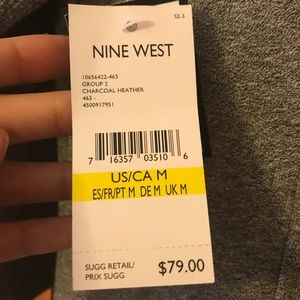 52-3
NINE WEST
10656422-463
GROUP 2
CHARCOAL HEATHER
463 -
4500917951
7 16357 03510 6
US/CA M
ES/FR/PT M DE M UK M
SUGG RETAIL/
PRIX SUGG $79.00